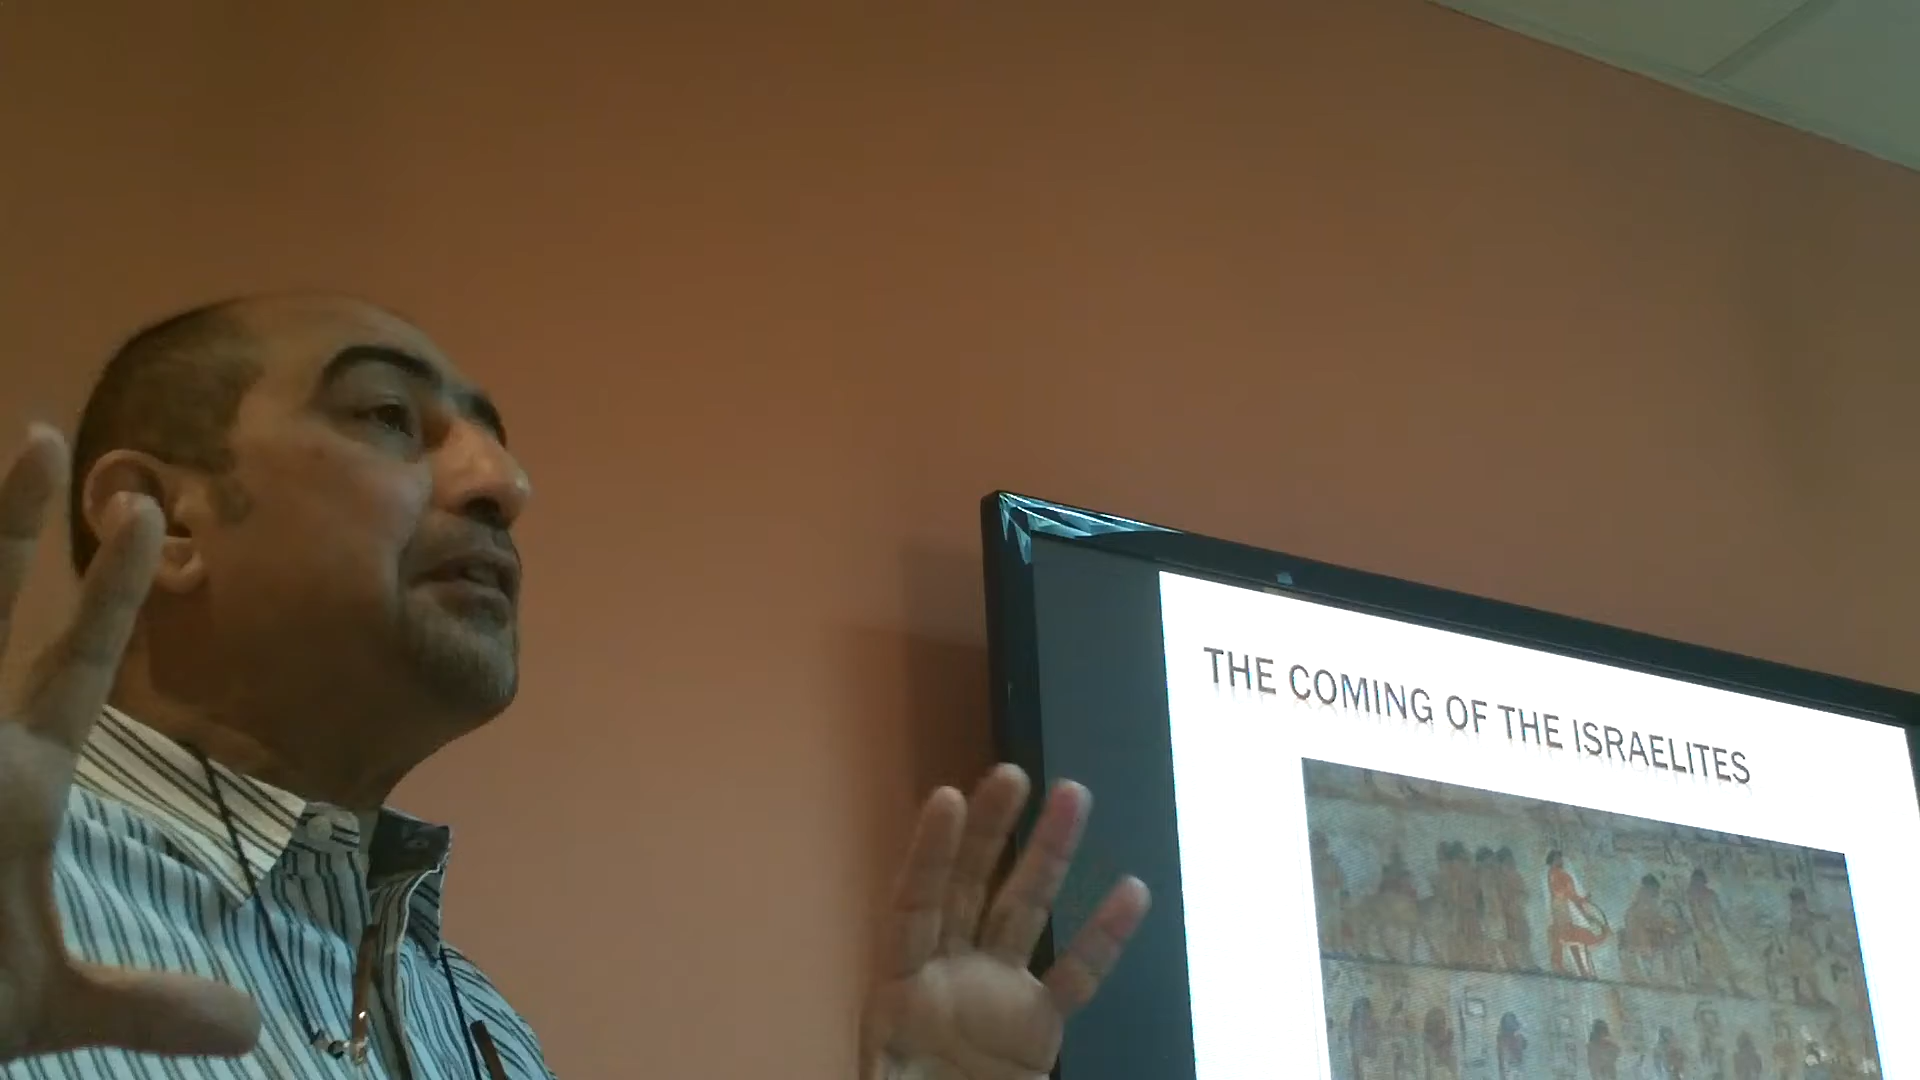 THE COMING OF THE ISRAELITES